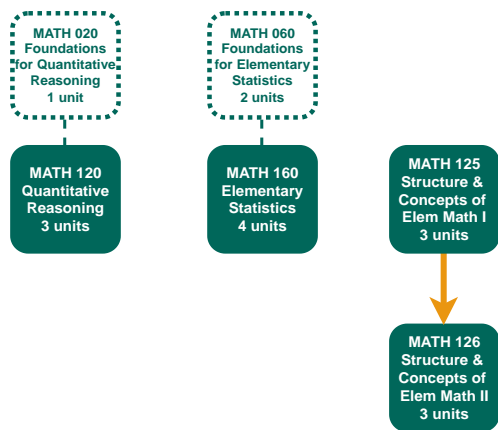 MATH 020
Foundations
for Quantitative
Reasoning
1 unit
MATH 060
Foundations
for Elementary
Statistics
2 units
MATH 120
Quantitative
Reasoning
3 units
MATH 160
Elementary
Statistics
4 units
MATH 125
Structure &
Concepts of
Elem Math I
3 units
MATH 126
Structure &
Concepts of
Elem Math II
3 units